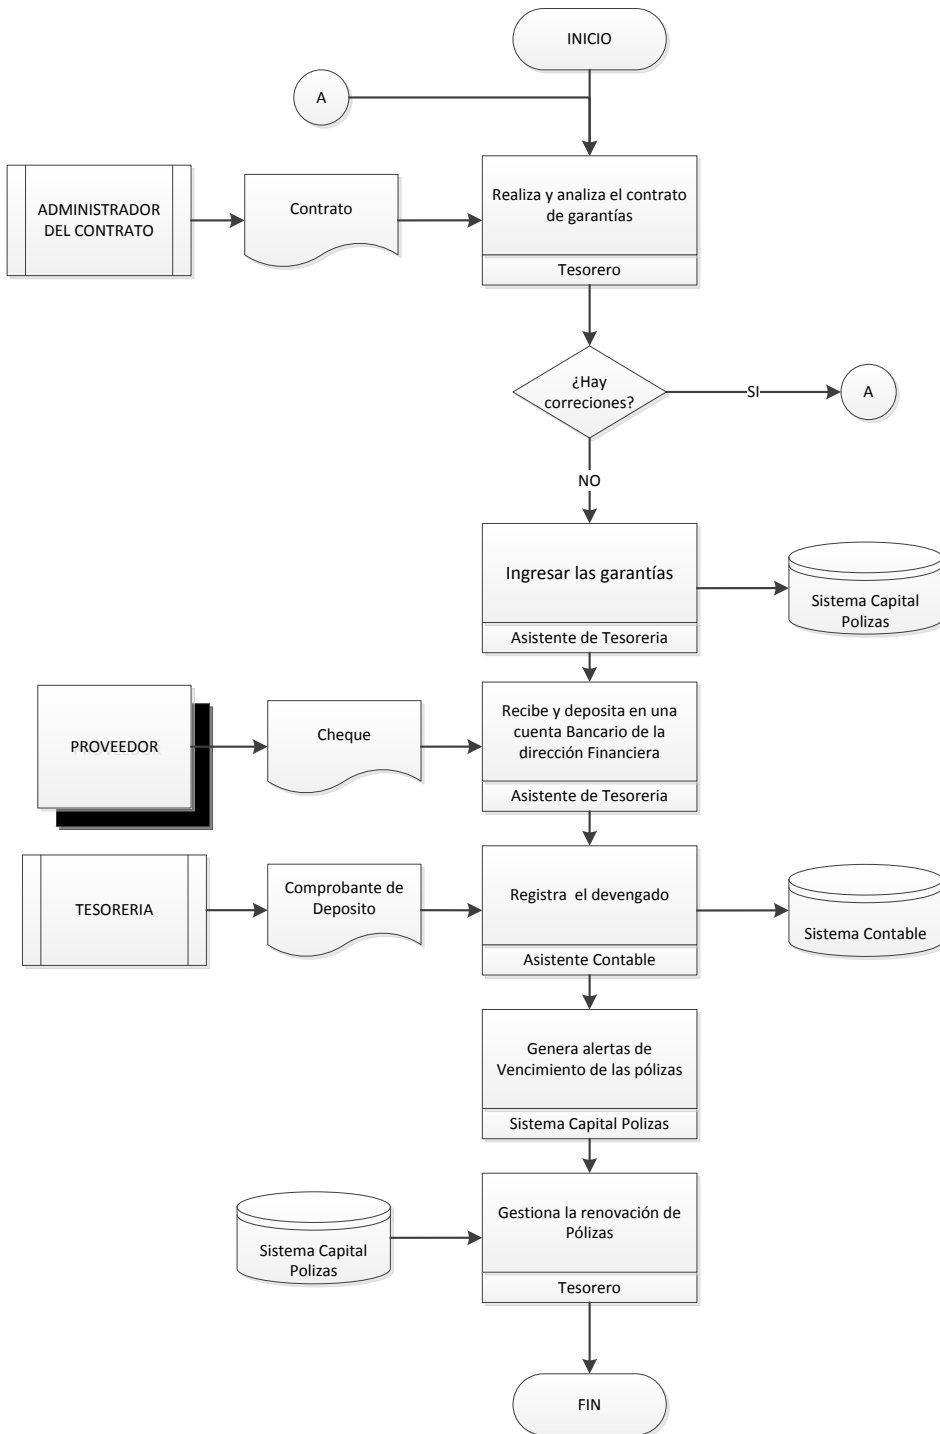 INICIO
A
ADMINISTRADOR
DEL CONTRATO
Contrato
Realiza y analiza el contrato
de garantías
Tesorero
¿Hay
correciones?
SI
A
NO
Ingresar las garantías
Asistente de Tesoreria
Sistema Capital
Polizas
PROVEEDOR
Cheque
Recibe y deposita en una
cuenta Bancario de la
dirección Financiera
Asistente de Tesoreria
TESORERIA
Comprobante de
Deposito
Registra el devengado
Asistente Contable
Sistema Contable
Genera alertas de
Vencimiento de las pólizas
Sistema Capital Polizas
Sistema Capital
Polizas
Gestiona la renovación de
Pólizas
Tesorero
FIN